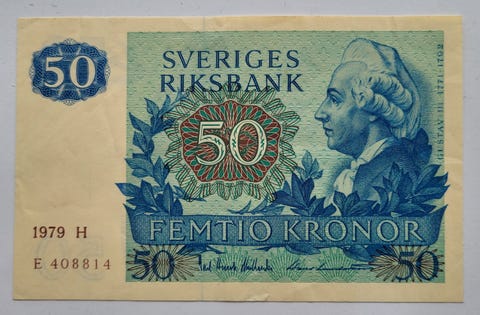 50
SVERIGES
RIKSBANK
50
GUSTAV III 1771-1792
FEMTIO KRONOR
1979 H
E 408814
50
50